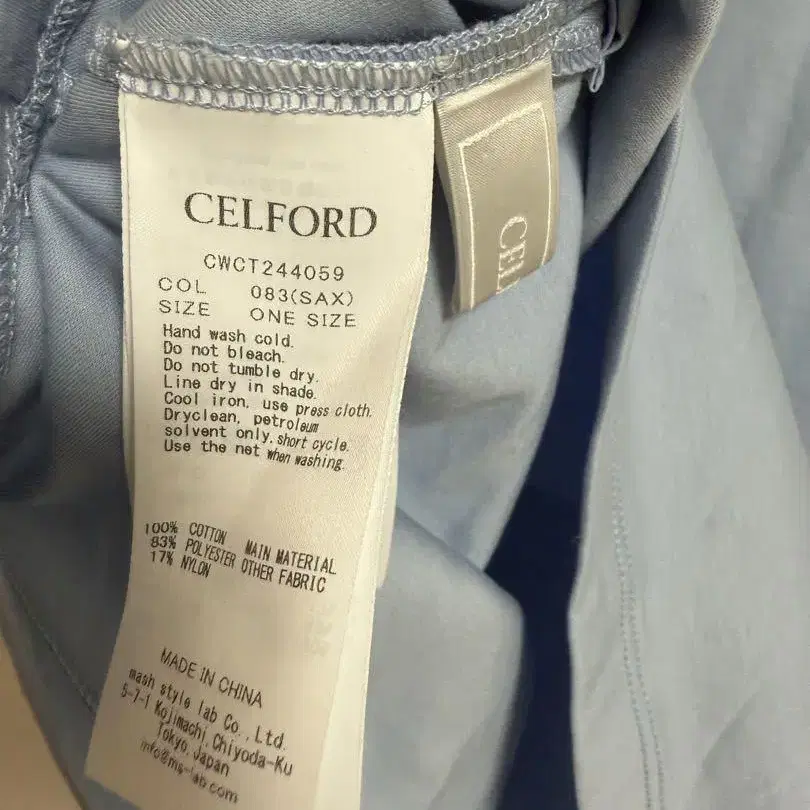 CELFORD
CWCT244059
COL 083(SAX)
SIZE ONE SIZE
Hand wash cold.
Do not bleach.
Do not tumble dry.
Line dry in shade.
Cool iron, use press cloth.
Dryclean, petroleum
solvent only, short cycle.
Use the net when washing.
100% COTTON MAIN MATERIAL
83% POLYESTER OTHER FABRIC
17% NYLON
MADE IN CHINA
mash style lab Co., Ltd.
5-7-1 Kojimachi, Chiyoda-Ku
Tokyo, Japan
info@ms-lab.com
CEL